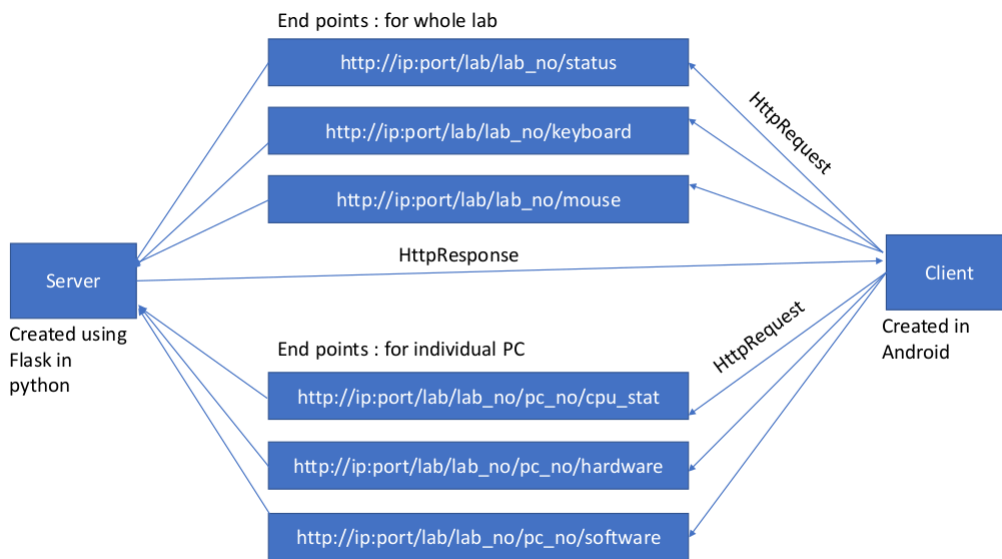 End points : for whole lab
http://ip:port/lab/lab_no/status
HttpRequest
http://ip:port/lab/lab_no/keyboard
http://ip:port/lab/lab_no/mouse
HttpResponse
Server
Client
Created using
Flask in
python
Created in
Android
End points : for individual PC
HttpRequest
http://ip:port/lab/lab_no/pc_no/cpu_stat
http://ip:port/lab/lab_no/pc_no/hardware
http://ip:port/lab/lab_no/pc_no/software